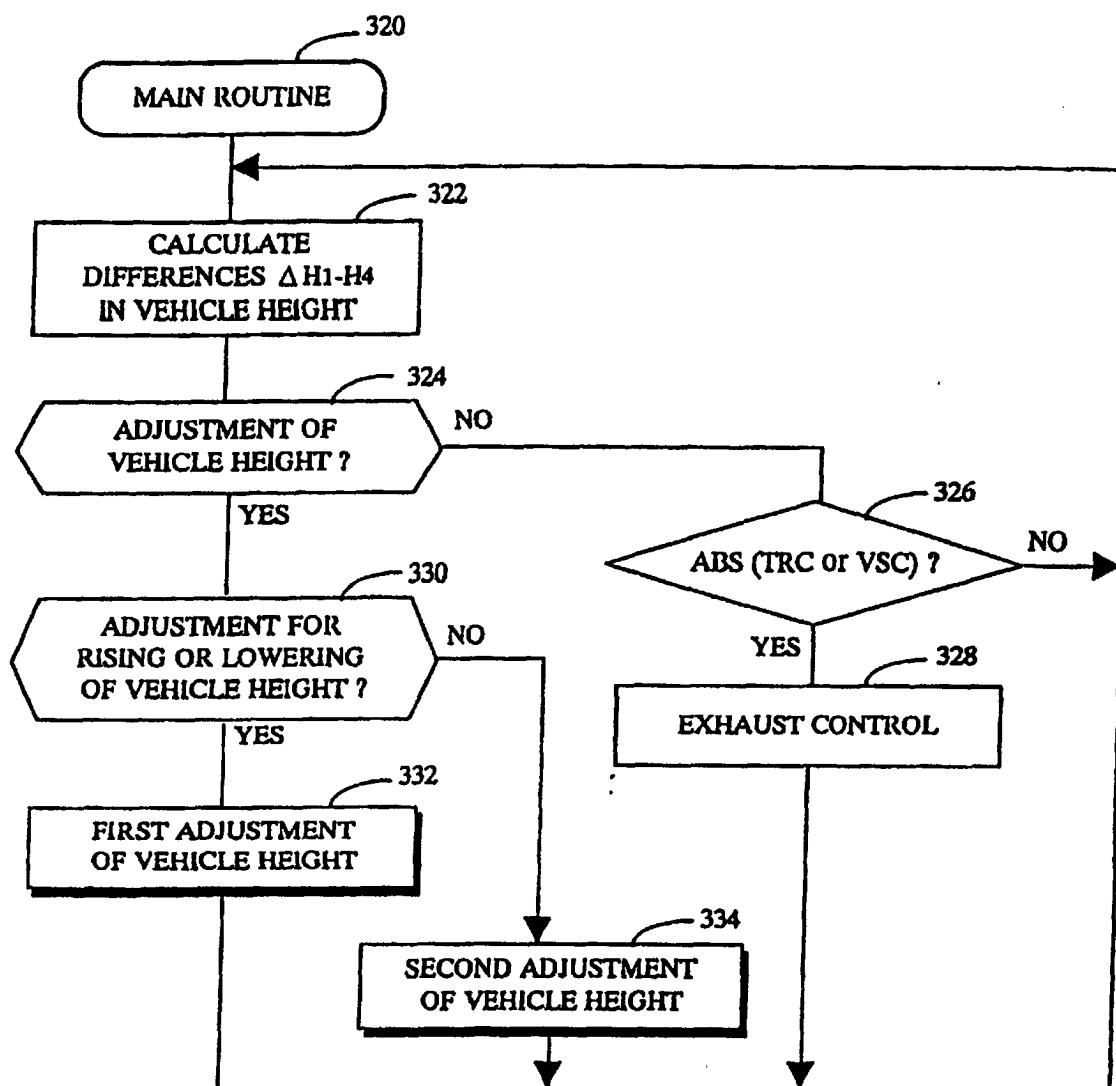 320
MAIN ROUTINE
322
CALCULATE
DIFFERENCES Δ H1-H4
IN VEHICLE HEIGHT
324
ADJUSTMENT OF
VEHICLE HEIGHT ?
NO
YES
326
ABS (TRC or VSC) ?
NO
YES
330
ADJUSTMENT FOR
RISING OR LOWERING
OF VEHICLE HEIGHT ?
NO
YES
328
EXHAUST CONTROL
332
FIRST ADJUSTMENT
OF VEHICLE HEIGHT
334
SECOND ADJUSTMENT
OF VEHICLE HEIGHT